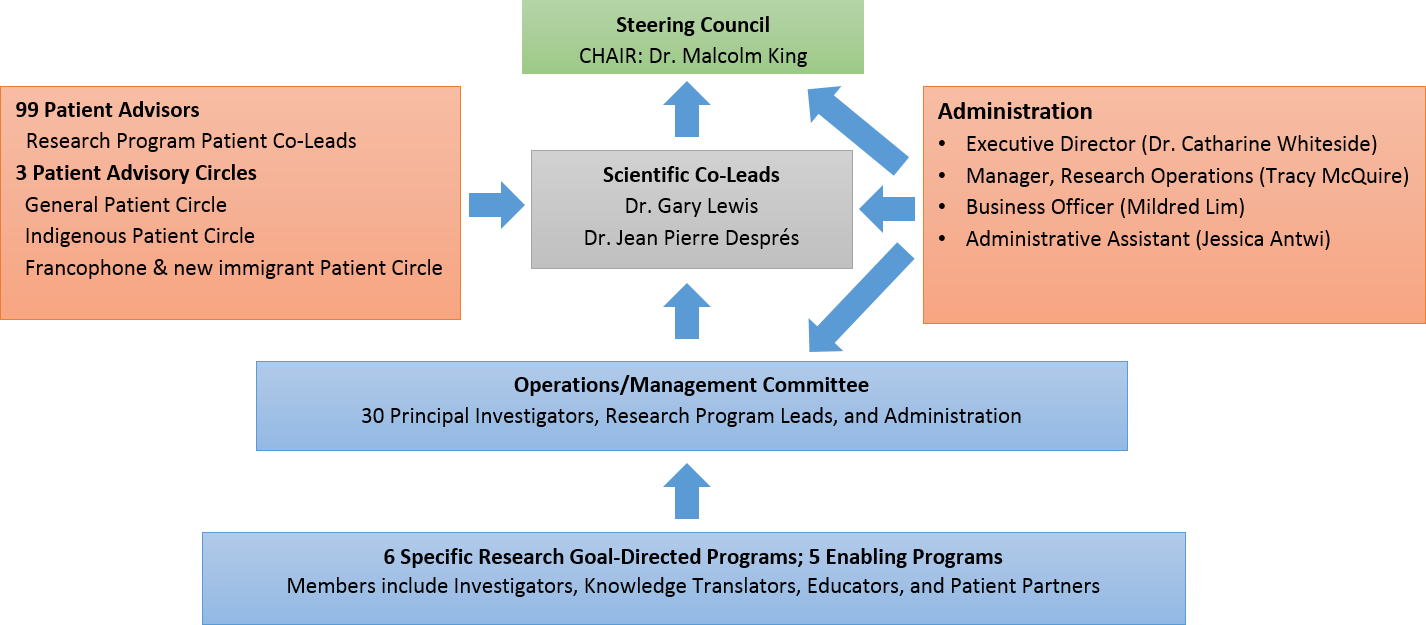 Steering Council
CHAIR: Dr. Malcolm King
99 Patient Advisors
Research Program Patient Co-Leads
3 Patient Advisory Circles
General Patient Circle
Indigenous Patient Circle
Francophone & new immigrant Patient Circle
Scientific Co-Leads
Dr. Gary Lewis
Dr. Jean Pierre Després
Administration
• Executive Director (Dr. Catharine Whiteside)
• Manager, Research Operations (Tracy McQuire)
• Business Officer (Mildred Lim)
• Administrative Assistant (Jessica Antwi)
Operations/Management Committee
30 Principal Investigators, Research Program Leads, and Administration
6 Specific Research Goal-Directed Programs; 5 Enabling Programs
Members include Investigators, Knowledge Translators, Educators, and Patient Partners